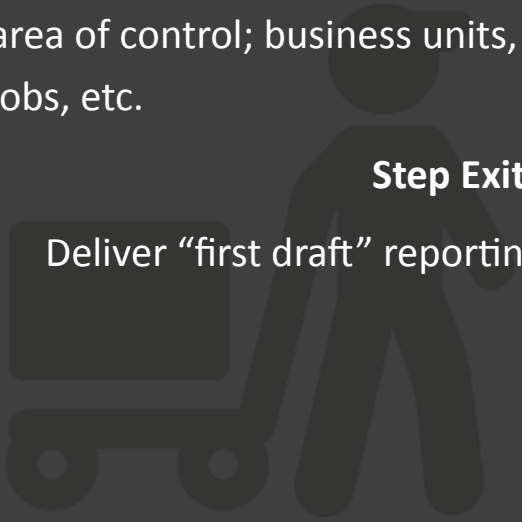 area of control; business units,
obs, etc.
Step Exit
Deliver “first draft” reportin